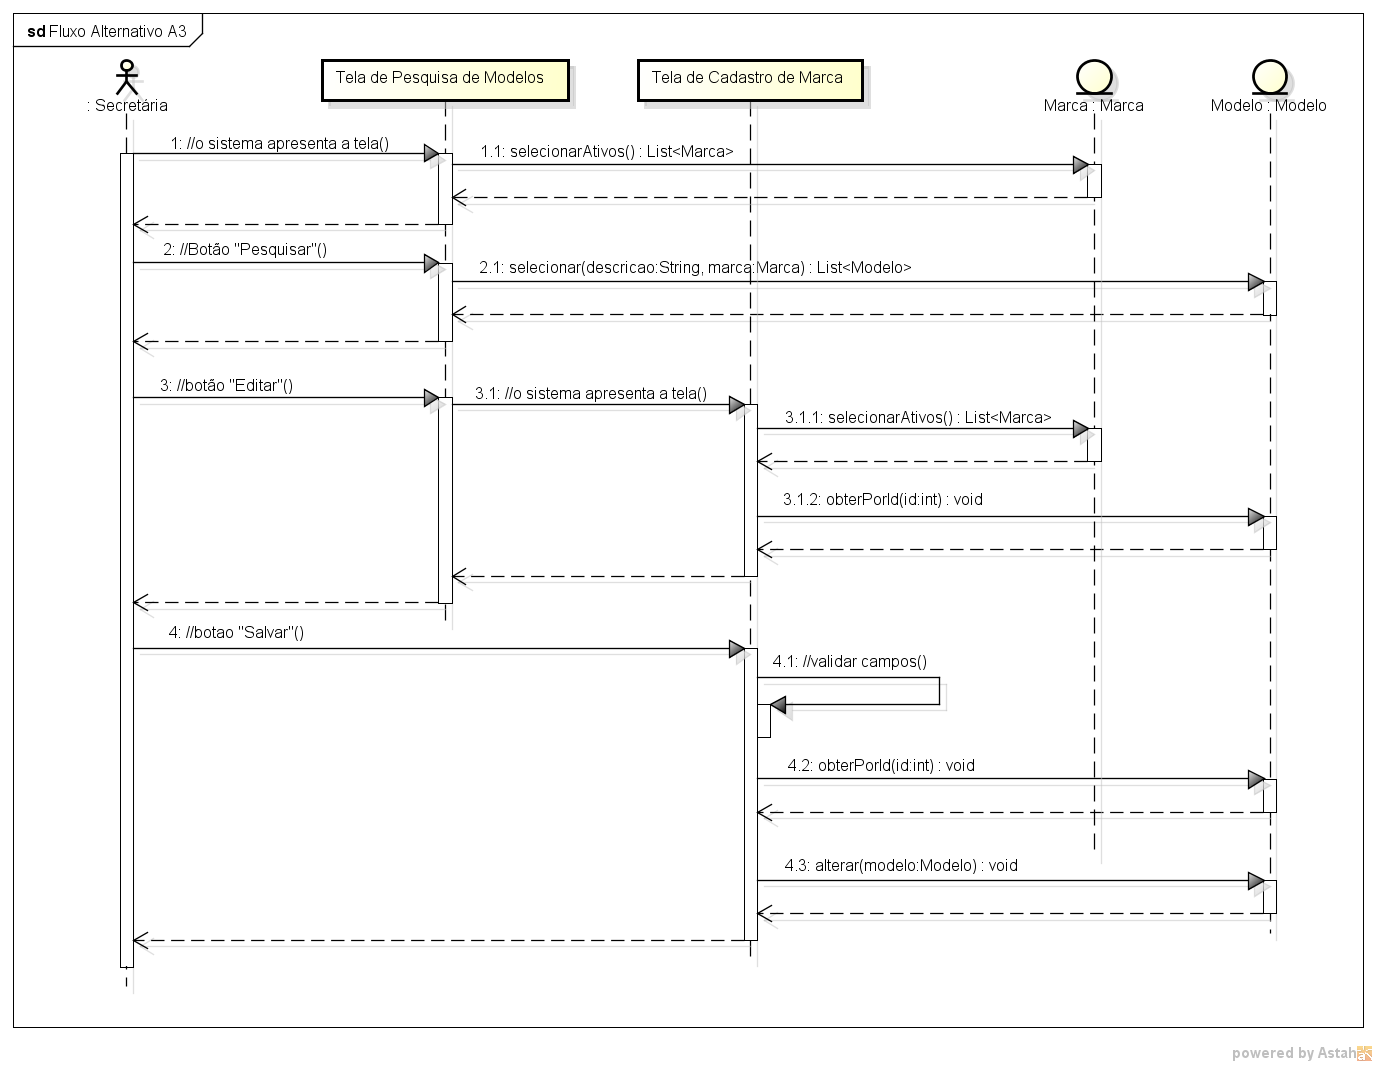 sd Fluxo Alternativo A3
: Secretária
Tela de Pesquisa de Modelos
Tela de Cadastro de Marca
Marca : Marca
Modelo : Modelo
1: //o sistema apresenta a tela()
1.1: selecionarAtivos() : List<Marca>
2: //Botão "Pesquisar"()
2.1: selecionar(descricao:String, marca:Marca) : List<Modelo>
3: //botão "Editar"()
3.1: //o sistema apresenta a tela()
3.1.1: selecionarAtivos() : List<Marca>
3.1.2: obterPorId(id:int) : void
4: //botao "Salvar"()
4.1: //validar campos()
4.2: obterPorId(id:int) : void
4.3: alterar(modelo:Modelo) : void
powered by Astah